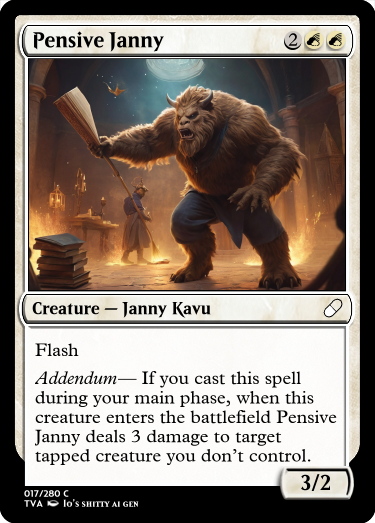 Pensive Janny 2
Creature — Janny Kavu
Flash
Addendum— If you cast this spell
during your main phase, when this
creature enters the battlefield Pensive
Janny deals 3 damage to target
tapped creature you don't control.
3/2
017/280 C
TVA Io's shitty ai gen